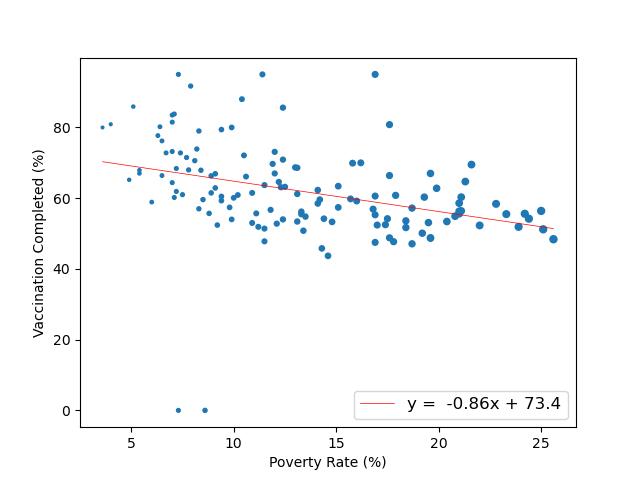 80
60
40
20
0
Vaccination Completed (%)
y = -0.86x + 73.4
5 10 15 20 25
Poverty Rate (%)